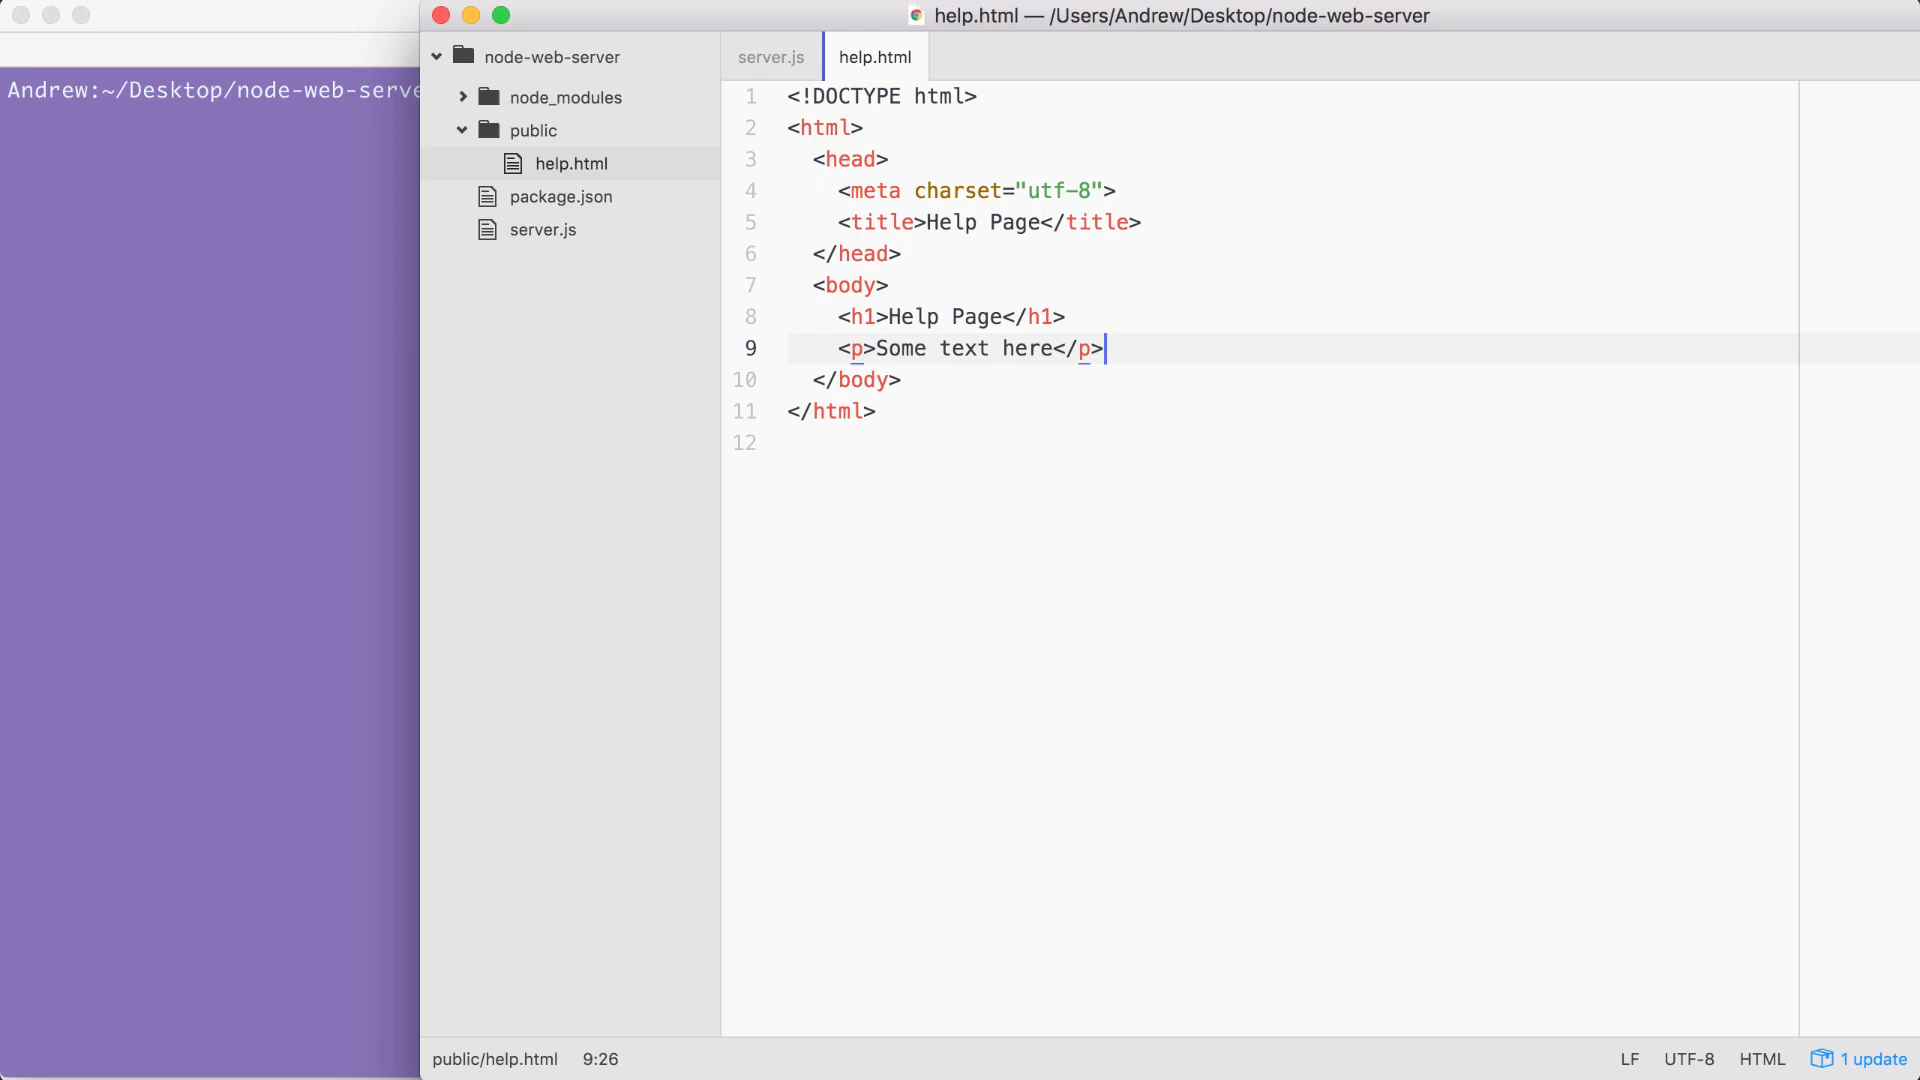 help.html — /Users/Andrew/Desktop/node-web-server
Andrew:~/Desktop/node-web-serve
node-web-server
node_modules
public
help.html
package.json
server.js
server.js
help.html
1 <!DOCTYPE html>
2 <html>
3   <head>
4     <meta charset="utf-8">
5     <title>Help Page</title>
6   </head>
7   <body>
8     <h1>Help Page</h1>
9     <p>Some text here</p>
10   </body>
11 </html>
12
public/help.html 9:26
LF UTF-8 HTML 1 update